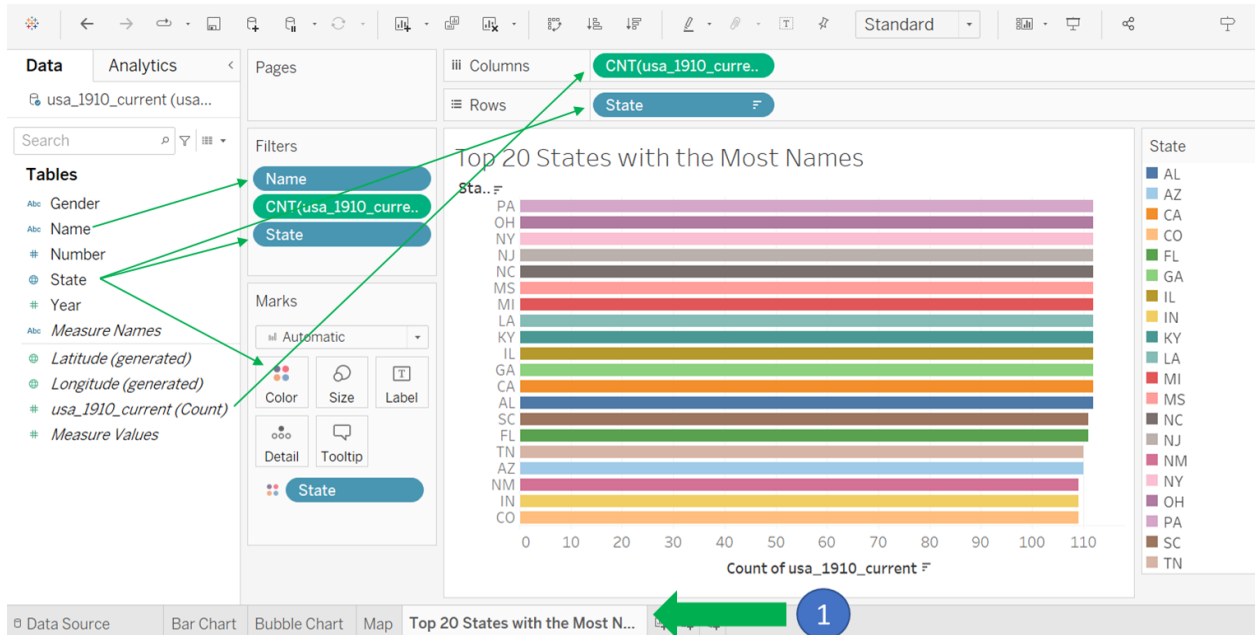 Standard
Data
Analytics
usa_1910_current (usa...
Search
Tables
Abc Gender
Abc Name
# Number
State
# Year
Abc Measure Names
Latitude (generated)
Longitude (generated)
# usa_1910_current (Count)
# Measure Values
Pages
Filters
Name
CNT(usa_1910_curre..
State
Marks
Automatic
Color
Size
T
Label
Detail
Tooltip
State
iii Columns
CNT(usa_1910_curre..
Rows
State
Top 20 States with the Most Names
Sta..
PA
OH
NY
NJ
NC
MS
MI
LA
KY
IL
GA
CA
AL
SC
FL
TN
AZ
NM
IN
CO
0 10 20 30 40 50 60 70 80 90 100 110
Count of usa_1910_current
State
AL
AZ
CA
CO
FL
GA
IL
IN
KY
LA
MI
MS
NC
NJ
NM
NY
OH
PA
SC
TN
Data Source
Bar Chart
Bubble Chart
Map
Top 20 States with the Most N...
1